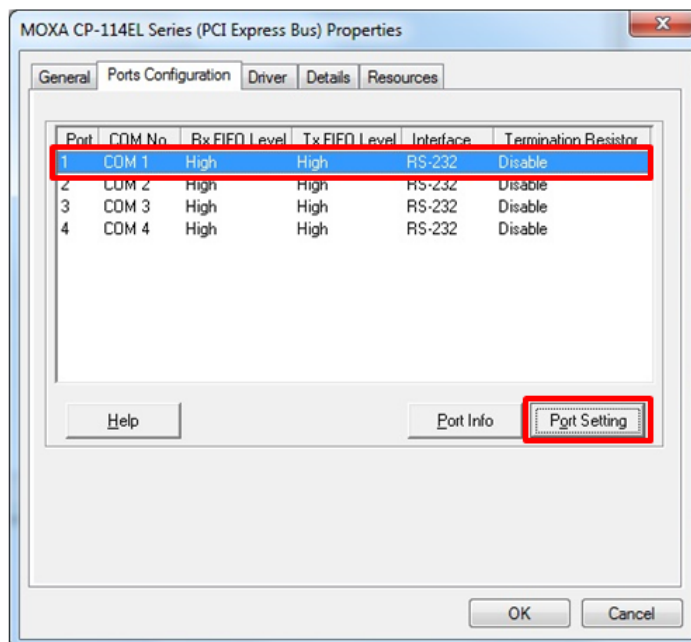 MOXA CP-114EL Series (PCI Express Bus) Properties
General Ports Configuration Driver Details Resources
Port COM No. Rx FIFO Level Tx FIFO Level Interface Termination Resistor
1 COM 1 High High RS-232 Disable
2 COM 2 High High RS-232 Disable
3 COM 3 High High RS-232 Disable
4 COM 4 High High RS-232 Disable
Help Port Info Port Setting
OK Cancel